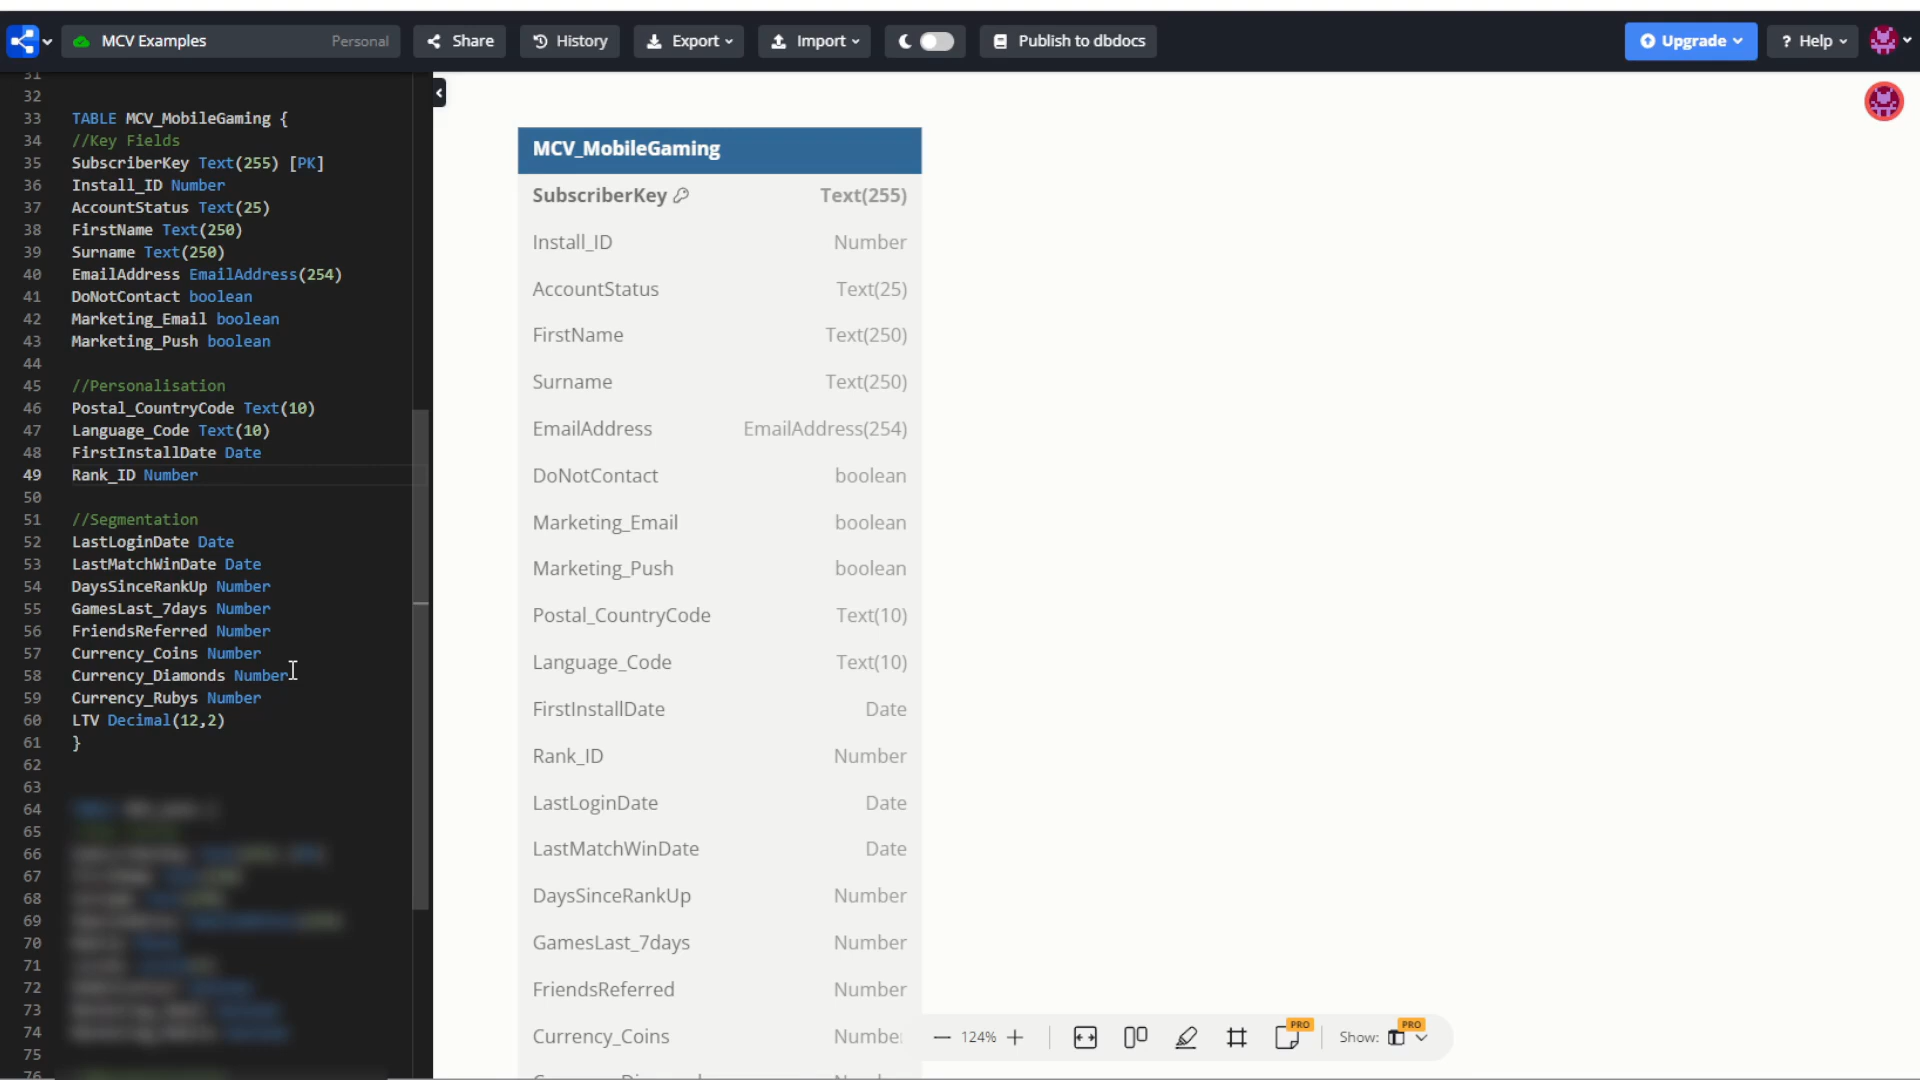 MCV Examples Personal Share History Export Import Publish to dbdocs Upgrade ? Help
31
32
33 TABLE MCV_MobileGaming {
34 //Key Fields
35 SubscriberKey Text(255) [PK]
36 Install_ID Number
37 AccountStatus Text(25)
38 FirstName Text(250)
39 Surname Text(250)
40 EmailAddress EmailAddress(254)
41 DoNotContact boolean
42 Marketing_Email boolean
43 Marketing_Push boolean
44
45 //Personalisation
46 Postal_CountryCode Text(10)
47 Language_Code Text(10)
48 FirstInstallDate Date
49 Rank_ID Number
50
51 //Segmentation
52 LastLoginDate Date
53 LastMatchWinDate Date
54 DaysSinceRankUp Number
55 GamesLast_7days Number
56 FriendsReferred Number
57 Currency_Coins Number
58 Currency_Diamonds Number
59 Currency_Rubys Number
60 LTV Decimal(12,2)
61 }
62
63
64
65
66
67
68
69
70
71
72
73
74
75
76
MCV_MobileGaming
SubscriberKey Text(255)
Install_ID Number
AccountStatus Text(25)
FirstName Text(250)
Surname Text(250)
EmailAddress EmailAddress(254)
DoNotContact boolean
Marketing_Email boolean
Marketing_Push boolean
Postal_CountryCode Text(10)
Language_Code Text(10)
FirstInstallDate Date
Rank_ID Number
LastLoginDate Date
LastMatchWinDate Date
DaysSinceRankUp Number
GamesLast_7days Number
FriendsReferred Number
Currency_Coins Number
124% PRO Show: PRO